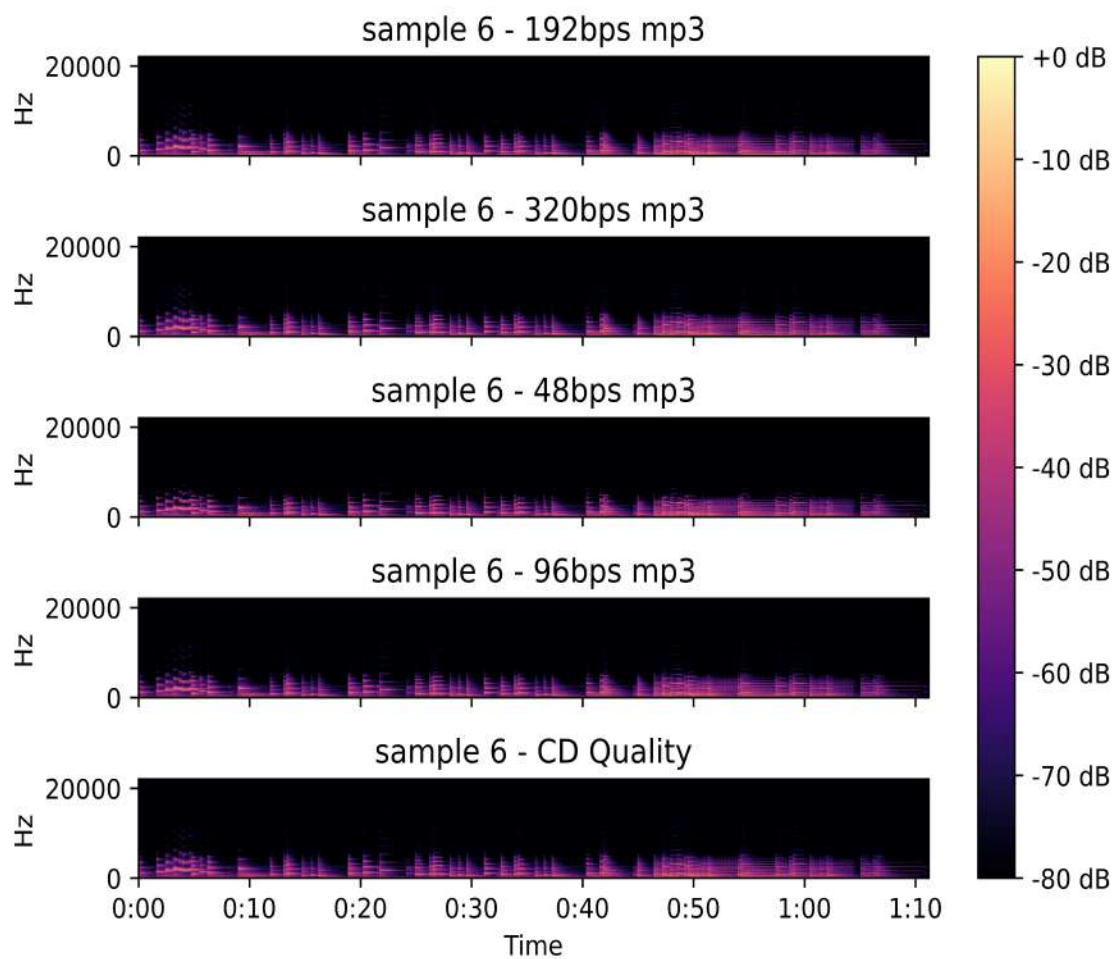 sample 6 - 192bps mp3
20000
Hz
0
sample 6 - 320bps mp3
20000
Hz
0
sample 6 - 48bps mp3
20000
Hz
0
sample 6 - 96bps mp3
20000
Hz
0
sample 6 - CD Quality
20000
Hz
0
0:00 0:10 0:20 0:30 0:40 0:50 1:00 1:10
Time
+0 dB
-10 dB
-20 dB
-30 dB
-40 dB
-50 dB
-60 dB
-70 dB
-80 dB